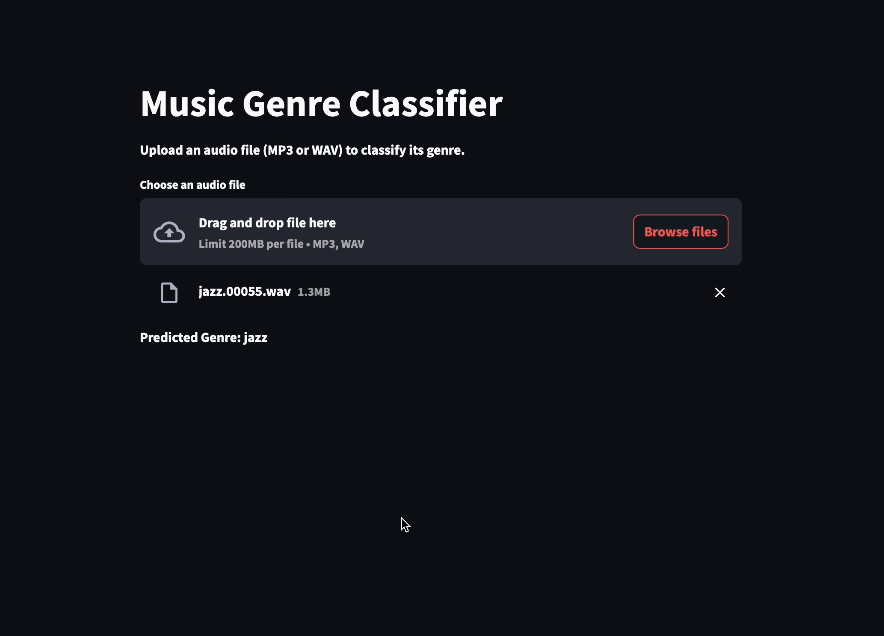 Music Genre Classifier
Upload an audio file (MP3 or WAV) to classify its genre.
Choose an audio file
Drag and drop file here
Limit 200MB per file • MP3, WAV
Browse files
jazz.00055.wav 1.3MB
Predicted Genre: jazz